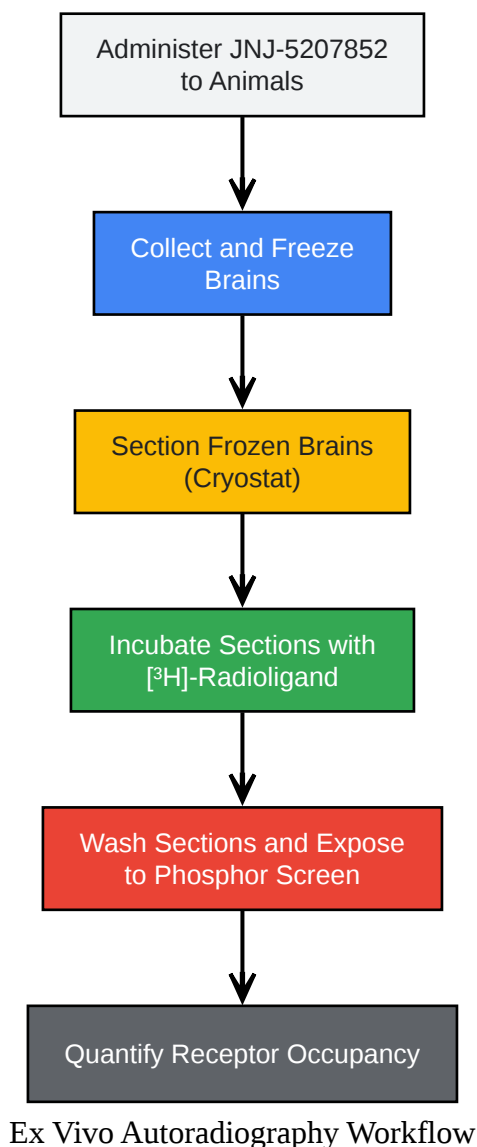 Administer JNJ-5207852
to Animals
Collect and Freeze
Brains
Section Frozen Brains
(Cryostat)
Incubate Sections with
[³H]-Radioligand
Wash Sections and Expose
to Phosphor Screen
Quantify Receptor Occupancy
Ex Vivo Autoradiography Workflow